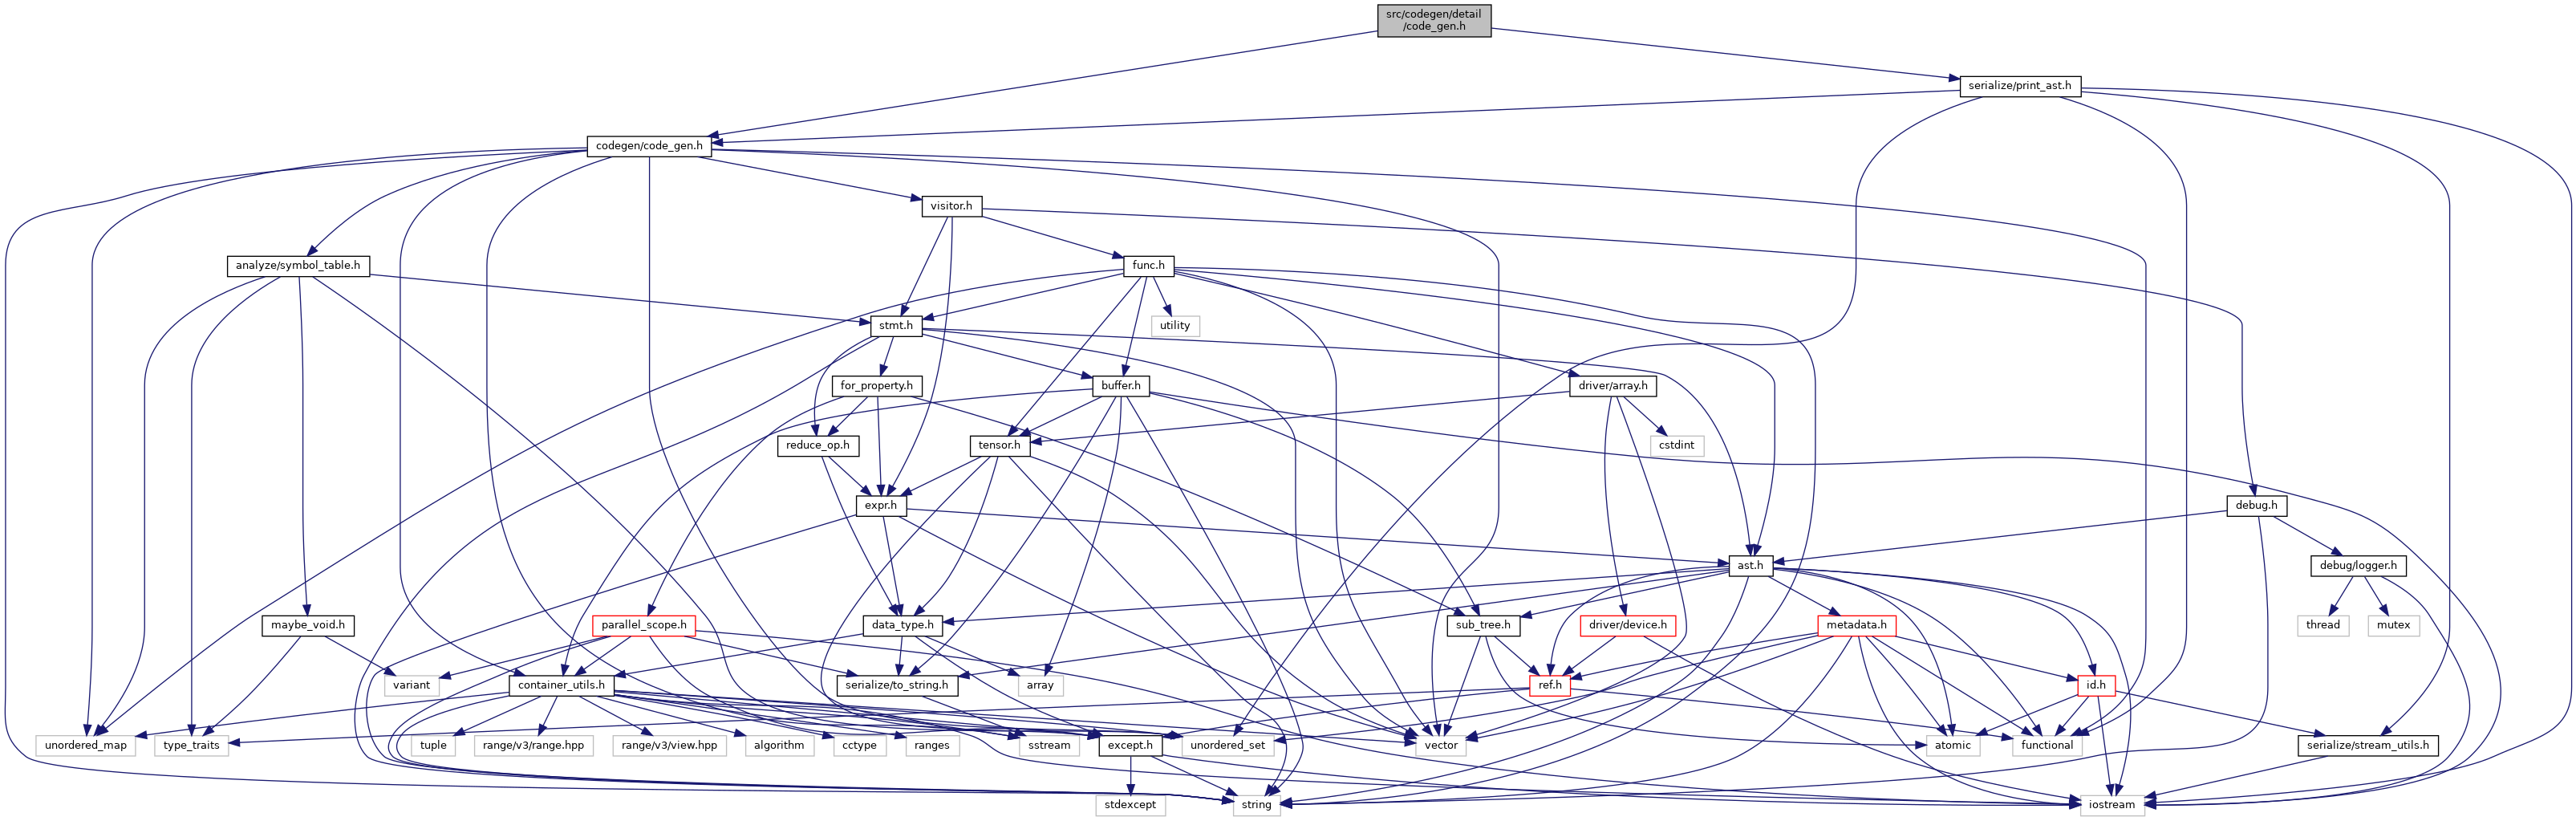 src/codegen/detail
/code_gen.h
serialize/print_ast.h
codegen/code_gen.h
visitor.h
analyze/symbol_table.h
func.h
stmt.h
utility
for_property.h
buffer.h
driver/array.h
reduce_op.h
tensor.h
cstdint
expr.h
debug.h
ast.h
debug/logger.h
maybe_void.h
parallel_scope.h
data_type.h
sub_tree.h
driver/device.h
metadata.h
thread
mutex
variant
container_utils.h
serialize/to_string.h
array
ref.h
id.h
unordered_map
type_traits
tuple
range/v3/range.hpp
range/v3/view.hpp
algorithm
cctype
ranges
sstream
except.h
unordered_set
vector
atomic
functional
serialize/stream_utils.h
stdexcept
string
iostream